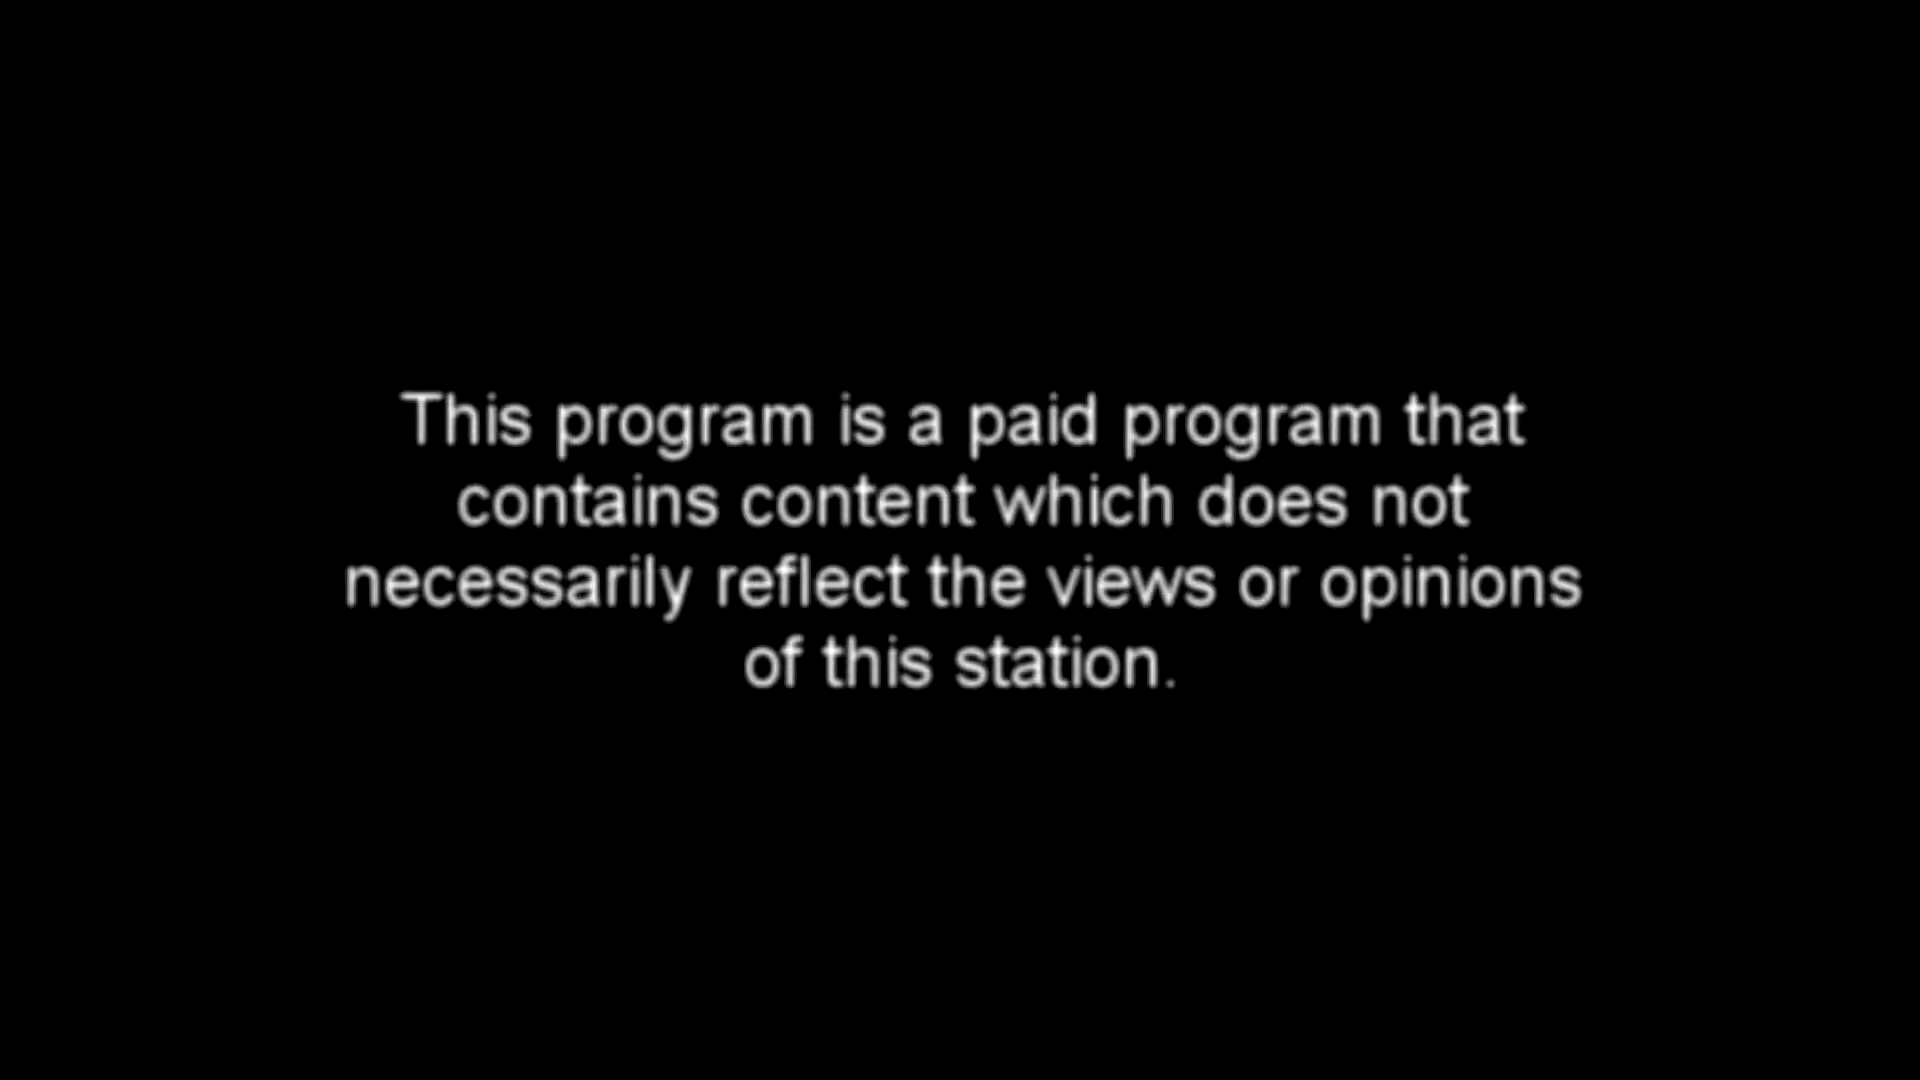 This program is a paid program that
contains content which does not
necessarily reflect the views or opinions
of this station.